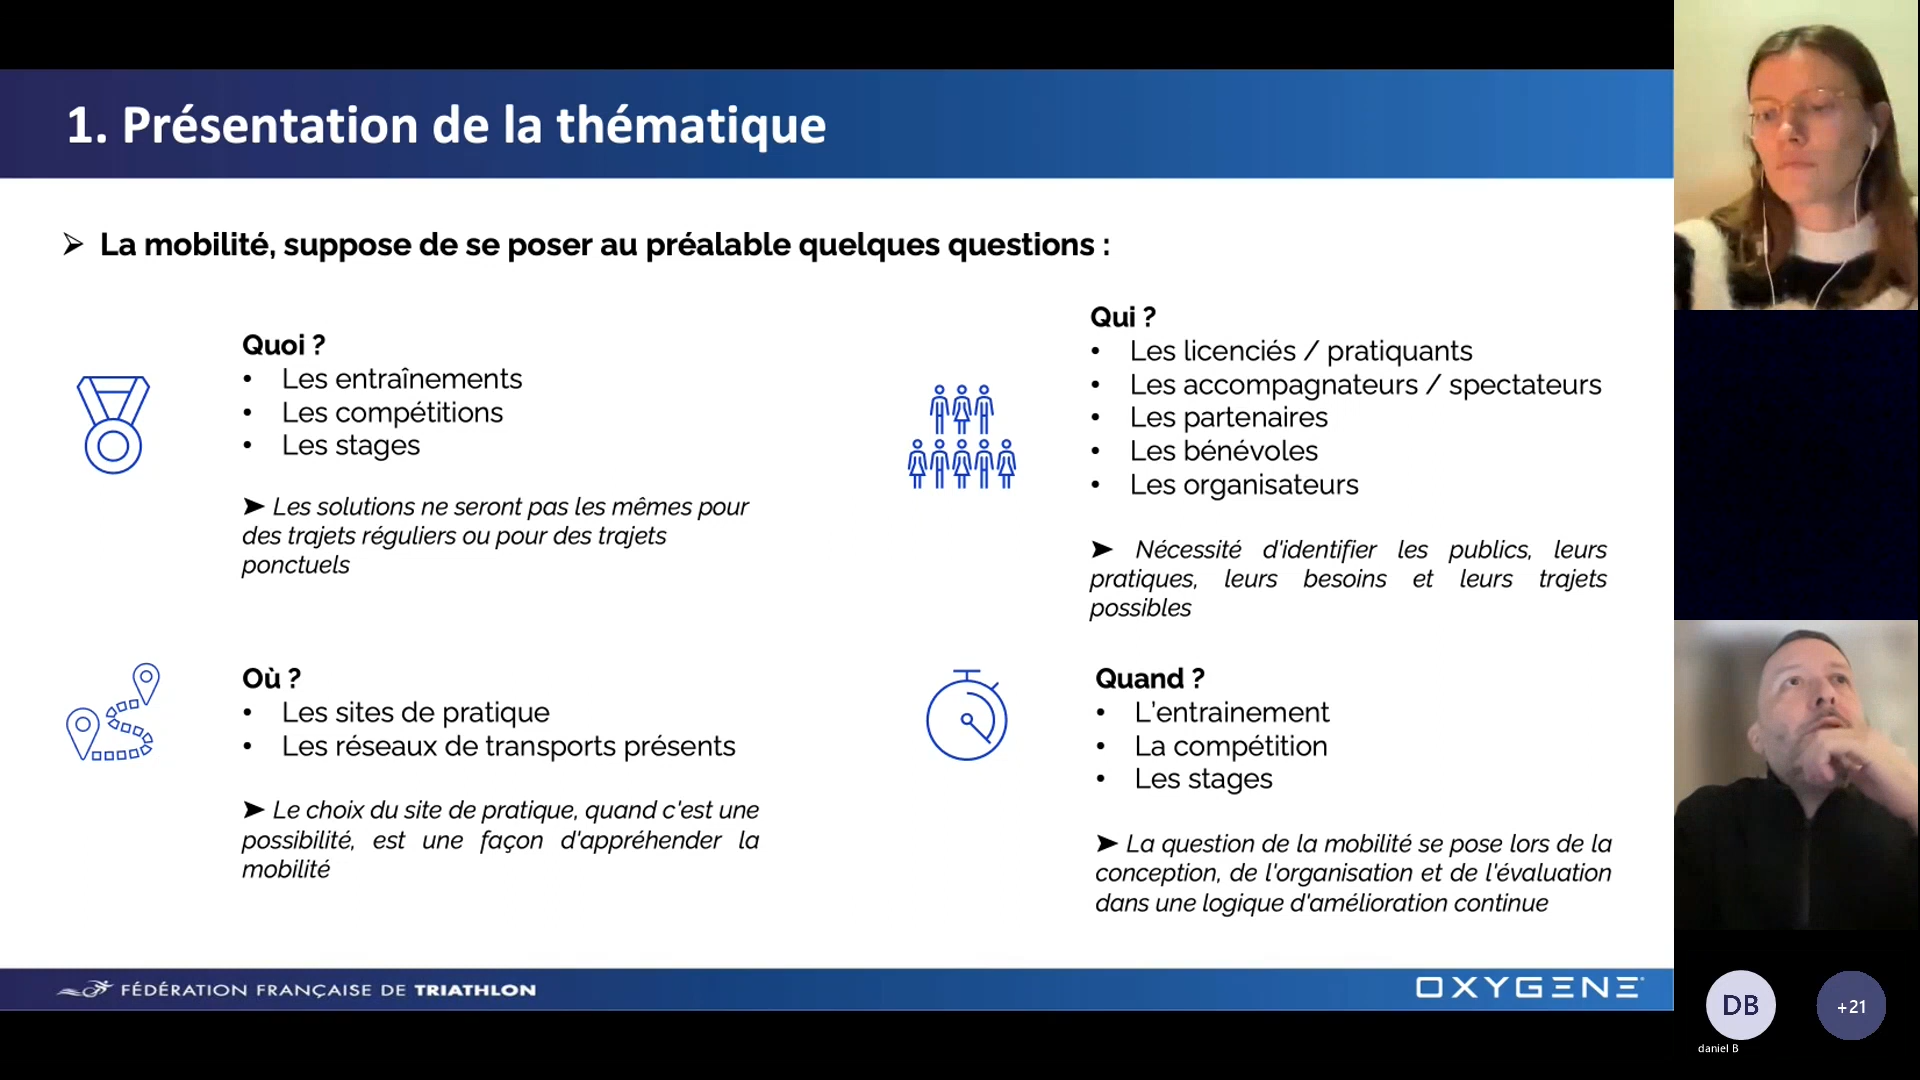 1. Présentation de la thématique
➢ La mobilité, suppose de se poser au préalable quelques questions :
Quoi ?
• Les entraînements
• Les compétitions
• Les stages
➤ Les solutions ne seront pas les mêmes pour
des trajets réguliers ou pour des trajets
ponctuels
Qui ?
• Les licenciés / pratiquants
• Les accompagnateurs / spectateurs
• Les partenaires
• Les bénévoles
• Les organisateurs
➤ Nécessité d'identifier les publics, leurs
pratiques, leurs besoins et leurs trajets
possibles
Où ?
• Les sites de pratique
• Les réseaux de transports présents
➤ Le choix du site de pratique, quand c'est une
possibilité, est une façon d'appréhender la
mobilité
Quand ?
• L'entrainement
• La compétition
• Les stages
➤ La question de la mobilité se pose lors de la
conception, de l'organisation et de l'évaluation
dans une logique d'amélioration continue
FÉDÉRATION FRANÇAISE DE TRIATHLON
OXYGENE
DB
daniel B
+21